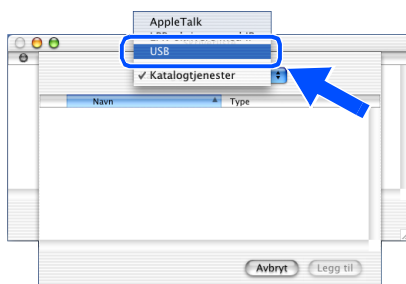 AppleTalk
USB
✓ Katalogtjenester
Navn
Type
Avbryt
Legg til